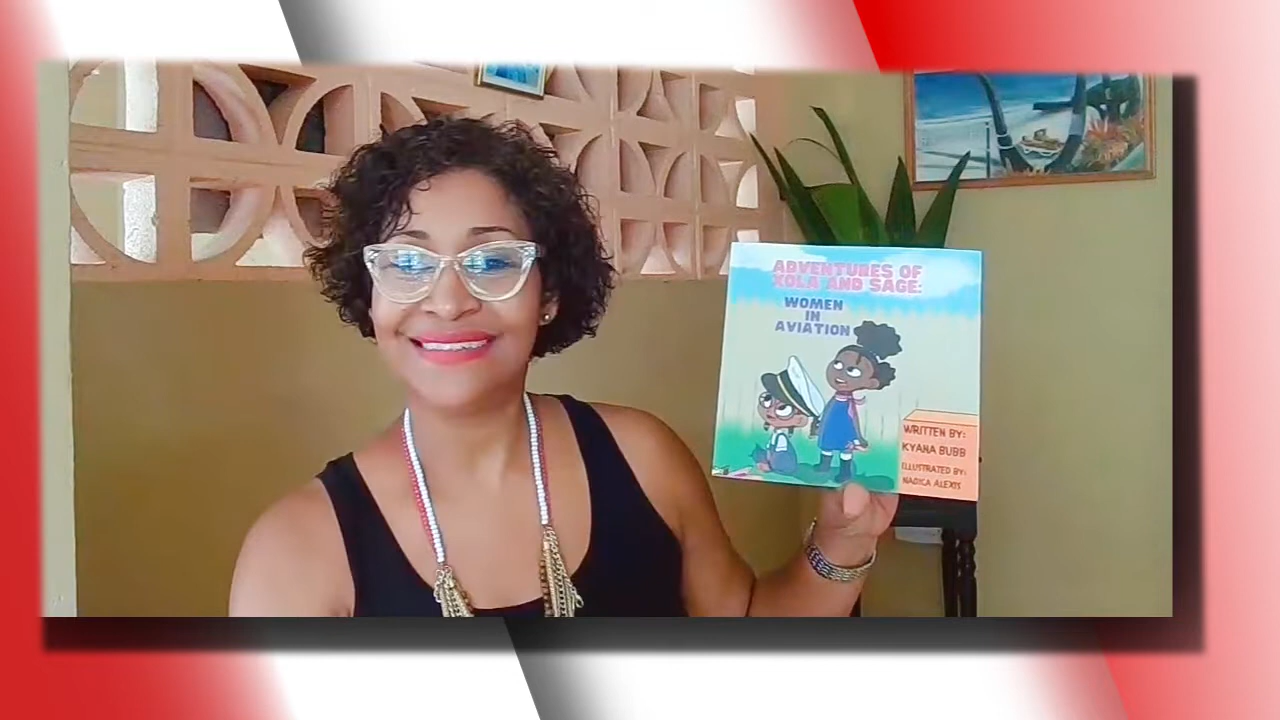 ADVENTURES OF
XOLA AND SAGE:
WOMEN
IN
AVIATION
WRITTEN BY:
KYANA BUBB
ILLUSTRATED BY:
NADICA ALEXIS